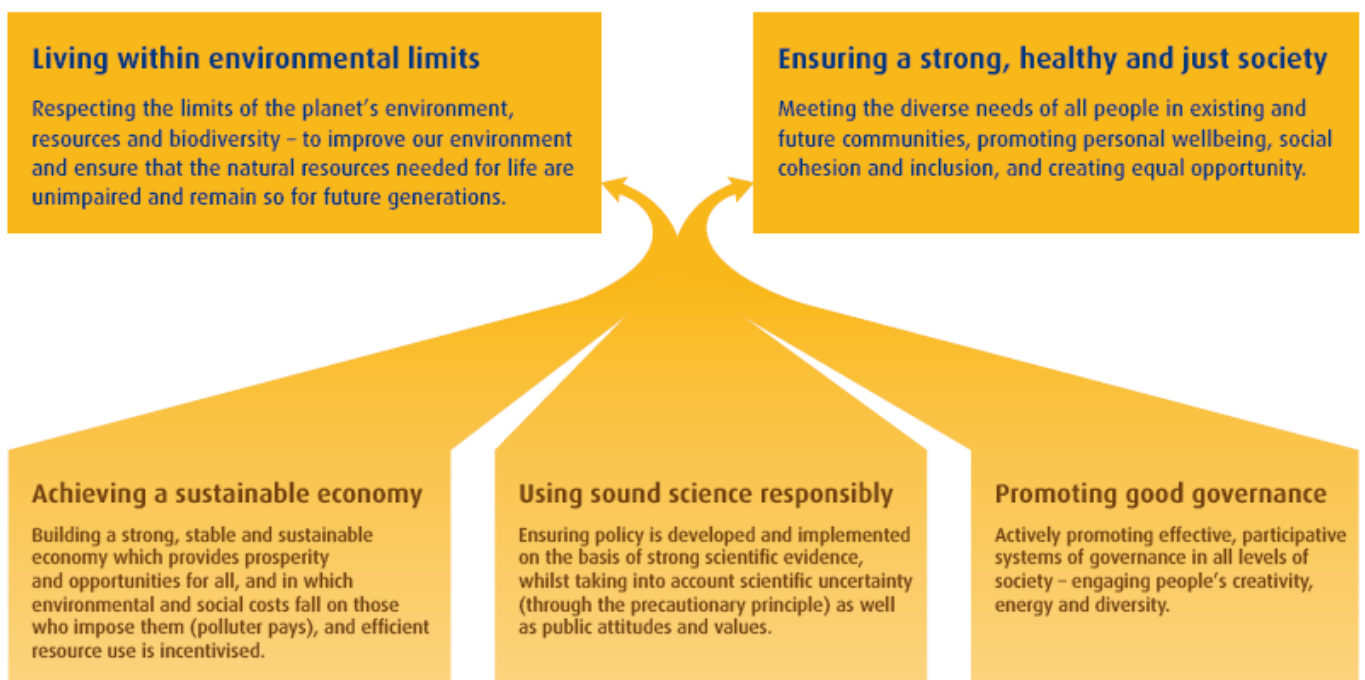 Living within environmental limits
Respecting the limits of the planet’s environment,
resources and biodiversity – to improve our environment
and ensure that the natural resources needed for life are
unimpaired and remain so for future generations.
Ensuring a strong, healthy and just society
Meeting the diverse needs of all people in existing and
future communities, promoting personal wellbeing, social
cohesion and inclusion, and creating equal opportunity.
Achieving a sustainable economy
Building a strong, stable and sustainable
economy which provides prosperity
and opportunities for all, and in which
environmental and social costs fall on those
who impose them (polluter pays), and efficient
resource use is incentivised.
Using sound science responsibly
Ensuring policy is developed and implemented
on the basis of strong scientific evidence,
whilst taking into account scientific uncertainty
(through the precautionary principle) as well
as public attitudes and values.
Promoting good governance
Actively promoting effective, participative
systems of governance in all levels of
society – engaging people’s creativity,
energy and diversity.